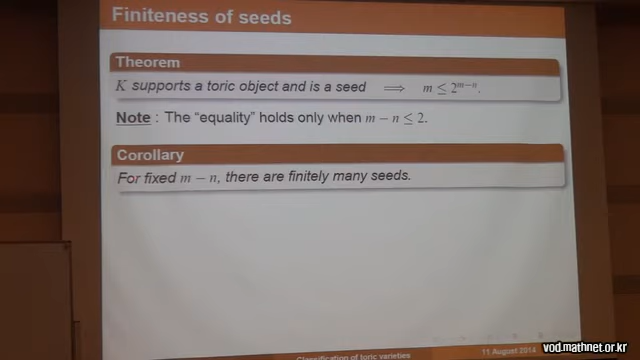 Finiteness of seeds
Theorem
K supports a toric object and is a seed ⟹ m ≤ 2^{m−n}.
Note : The "equality" holds only when m − n ≤ 2.
Corollary
For fixed m − n, there are finitely many seeds.
Classification of toric varieties
11 August 2014
vod.mathnet.or.kr